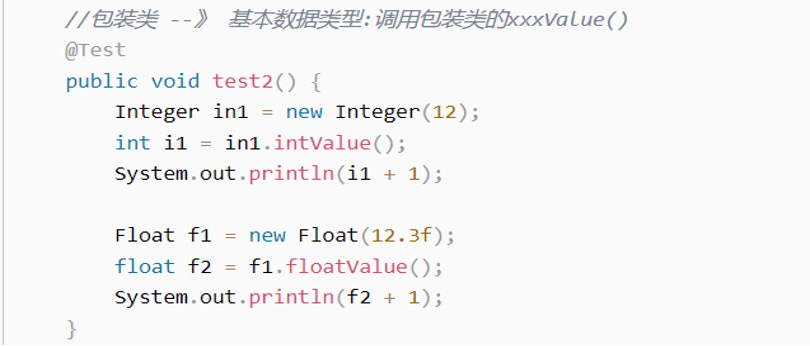 //包装类 --》 基本数据类型:调用包装类的xxxValue()
@Test
public void test2() {
Integer in1 = new Integer(12);
int i1 = in1.intValue();
System.out.println(i1 + 1);
Float f1 = new Float(12.3f);
float f2 = f1.floatValue();
System.out.println(f2 + 1);
}